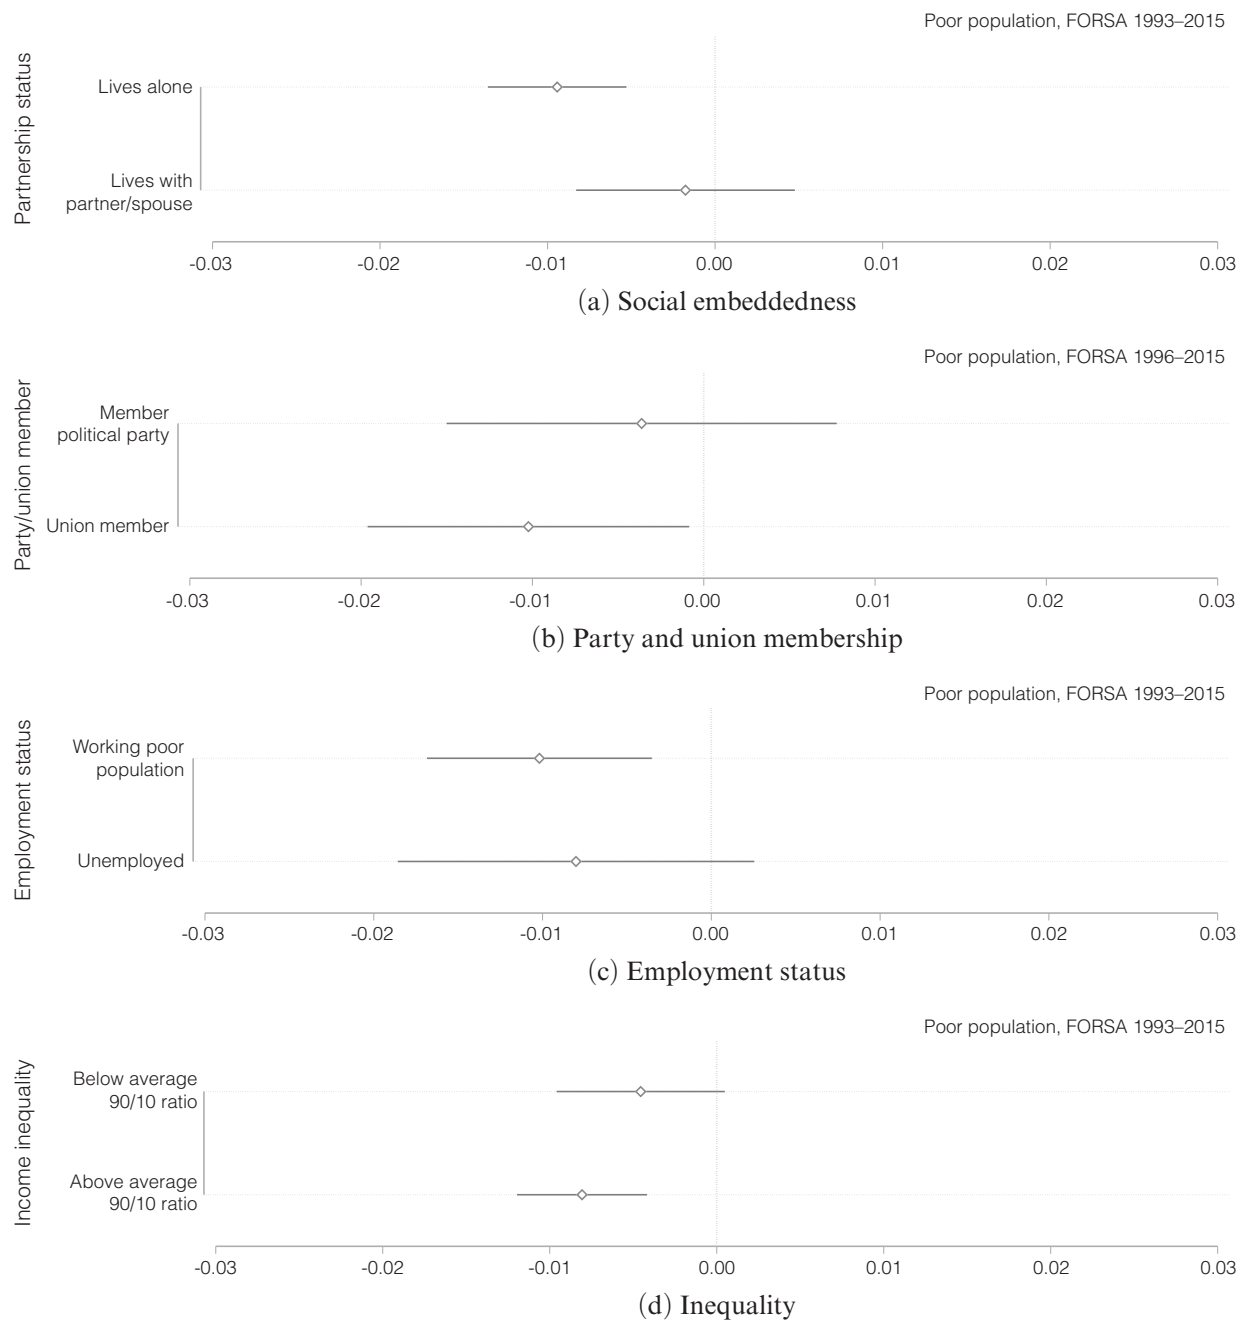 Poor population, FORSA 1993–2015
Partnership status
Lives alone
Lives with
partner/spouse
-0.03 -0.02 -0.01 0.00 0.01 0.02 0.03
(a) Social embeddedness
Poor population, FORSA 1996–2015
Party/union member
Member
political party
Union member
-0.03 -0.02 -0.01 0.00 0.01 0.02 0.03
(b) Party and union membership
Poor population, FORSA 1993–2015
Employment status
Working poor
population
Unemployed
-0.03 -0.02 -0.01 0.00 0.01 0.02 0.03
(c) Employment status
Poor population, FORSA 1993–2015
Income inequality
Below average
90/10 ratio
Above average
90/10 ratio
-0.03 -0.02 -0.01 0.00 0.01 0.02 0.03
(d) Inequality